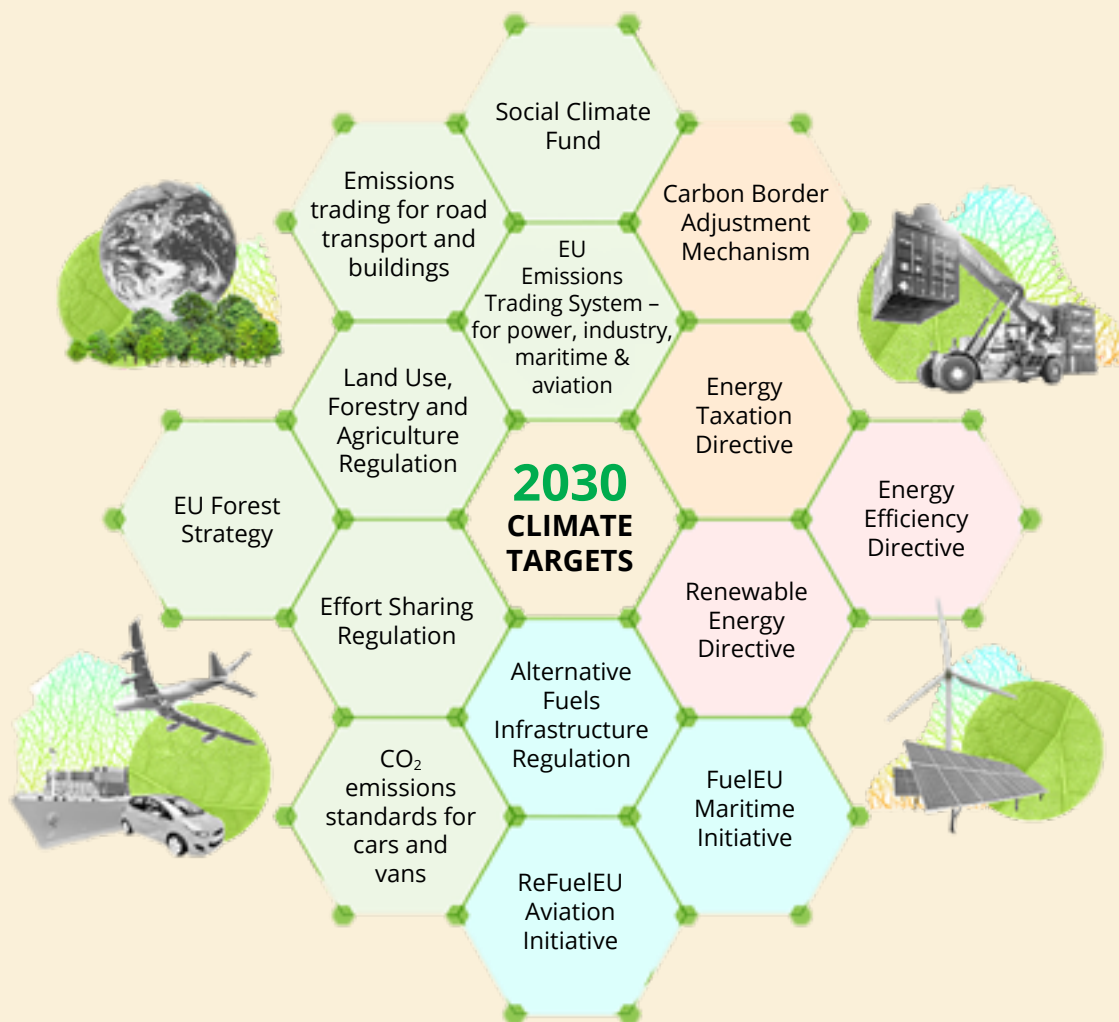 Social Climate
Fund
Emissions
trading for road
transport and
buildings
Carbon Border
Adjustment
Mechanism
EU
Emissions
Trading System –
for power, industry,
maritime &
aviation
Land Use,
Forestry and
Agriculture
Regulation
Energy
Taxation
Directive
EU Forest
Strategy
2030
CLIMATE
TARGETS
Energy
Efficiency
Directive
Effort Sharing
Regulation
Renewable
Energy
Directive
Alternative
Fuels
Infrastructure
Regulation
CO₂
emissions
standards for
cars and
vans
FuelEU
Maritime
Initiative
ReFuelEU
Aviation
Initiative